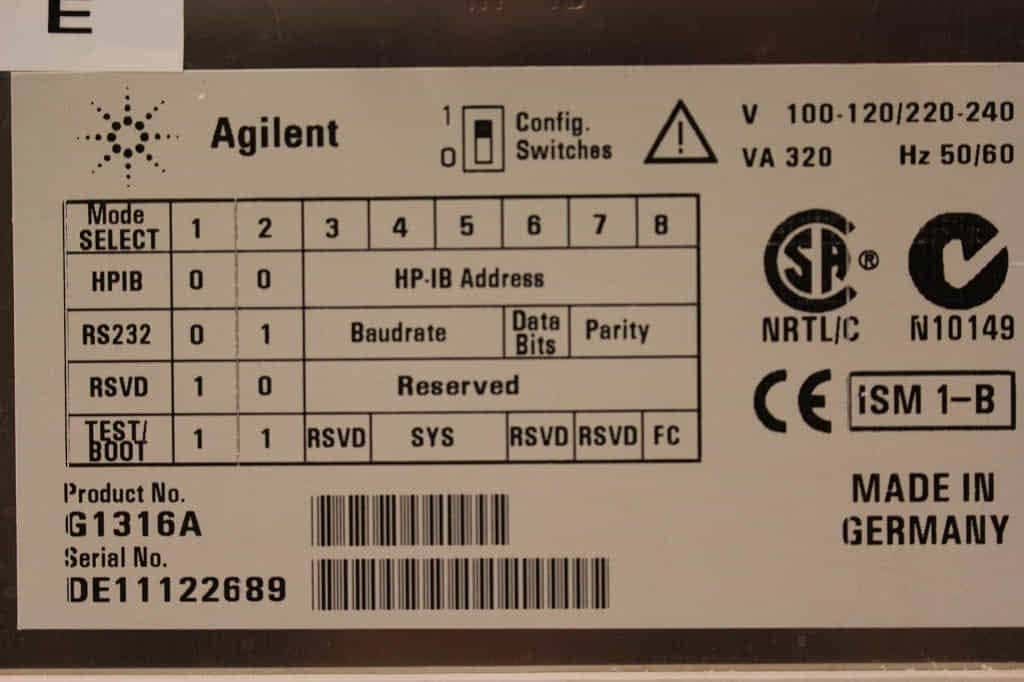 E
Agilent
1
0
Config.
Switches
V 100-120/220-240
VA 320 Hz 50/60
Mode
SELECT 1 2 3 4 5 6 7 8
HPIB 0 0 HP-IB Address
RS232 0 1 Baudrate Data Bits Parity
RSVD 1 0 Reserved
TEST/
BOOT 1 1 RSVD SYS RSVD RSVD FC
SA ®
NRTL/C N10149
CE iSM 1-B
Product No.
G1316A
Serial No.
DE11122689
MADE IN
GERMANY